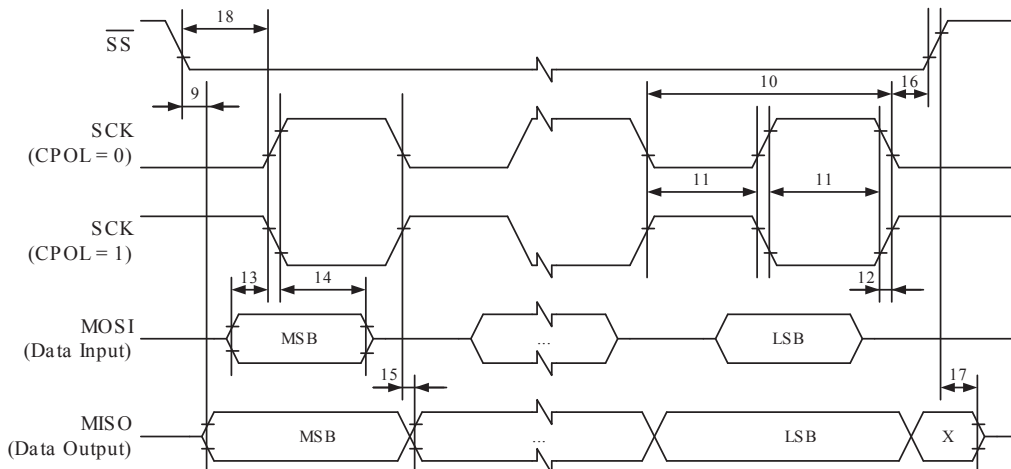 18
SS
9
10
16
SCK
(CPOL = 0)
11
11
SCK
(CPOL = 1)
13
14
12
MOSI
(Data Input)
MSB
...
LSB
15
17
MISO
(Data Output)
MSB
...
LSB
X